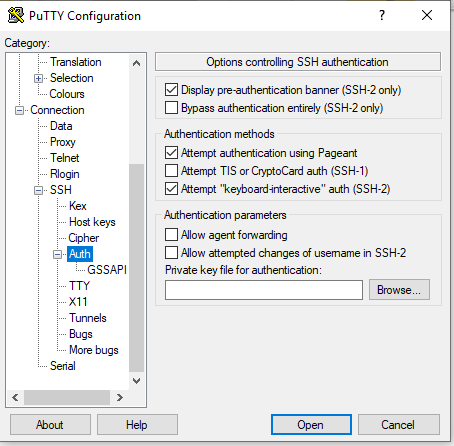 PuTTY Configuration
?
Category:
Translation
Selection
Colours
Connection
Data
Proxy
Telnet
Rlogin
SSH
Kex
Host keys
Cipher
Auth
GSSAPI
TTY
X11
Tunnels
Bugs
More bugs
Serial
Options controlling SSH authentication
Display pre-authentication banner (SSH-2 only)
Bypass authentication entirely (SSH-2 only)
Authentication methods
Attempt authentication using Pageant
Attempt TIS or CryptoCard auth (SSH-1)
Attempt "keyboard-interactive" auth (SSH-2)
Authentication parameters
Allow agent forwarding
Allow attempted changes of username in SSH-2
Private key file for authentication:
Browse...
About Help Open Cancel